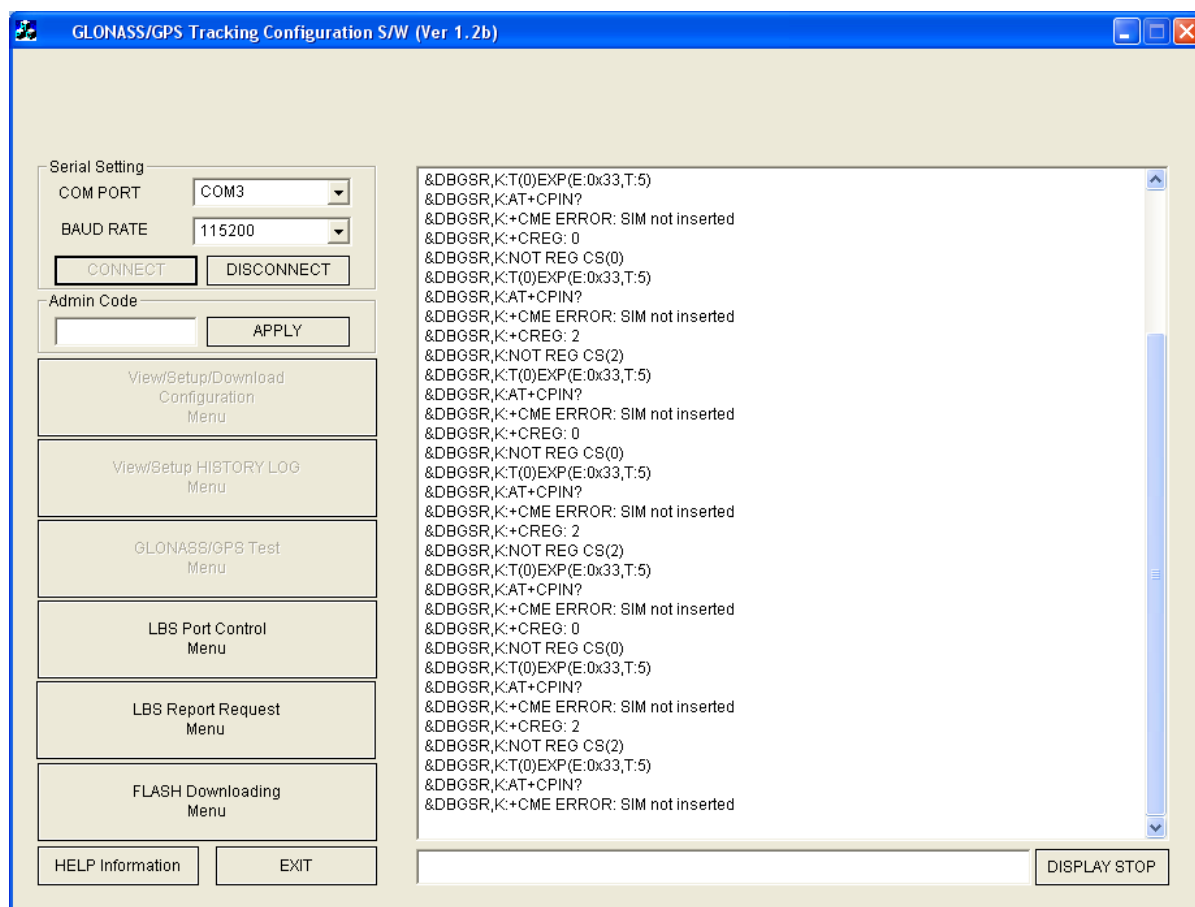 GLONASS/GPS Tracking Configuration S/W (Ver 1.2b)
Serial Setting
COM PORT
COM3
BAUD RATE
115200
CONNECT
DISCONNECT
Admin Code
APPLY
View/Setup/Download
Configuration
Menu
View/Setup HISTORY LOG
Menu
GLONASS/GPS Test
Menu
LBS Port Control
Menu
LBS Report Request
Menu
FLASH Downloading
Menu
HELP Information
EXIT
&DBGSR,K:T(0)EXP(E:0x33,T:5)
&DBGSR,K:AT+CPIN?
&DBGSR,K:+CME ERROR: SIM not inserted
&DBGSR,K:+CREG: 0
&DBGSR,K:NOT REG CS(0)
&DBGSR,K:T(0)EXP(E:0x33,T:5)
&DBGSR,K:AT+CPIN?
&DBGSR,K:+CME ERROR: SIM not inserted
&DBGSR,K:+CREG: 2
&DBGSR,K:NOT REG CS(2)
&DBGSR,K:T(0)EXP(E:0x33,T:5)
&DBGSR,K:AT+CPIN?
&DBGSR,K:+CME ERROR: SIM not inserted
&DBGSR,K:+CREG: 0
&DBGSR,K:NOT REG CS(0)
&DBGSR,K:T(0)EXP(E:0x33,T:5)
&DBGSR,K:AT+CPIN?
&DBGSR,K:+CME ERROR: SIM not inserted
&DBGSR,K:+CREG: 2
&DBGSR,K:NOT REG CS(2)
&DBGSR,K:T(0)EXP(E:0x33,T:5)
&DBGSR,K:AT+CPIN?
&DBGSR,K:+CME ERROR: SIM not inserted
&DBGSR,K:+CREG: 0
&DBGSR,K:NOT REG CS(0)
&DBGSR,K:T(0)EXP(E:0x33,T:5)
&DBGSR,K:AT+CPIN?
&DBGSR,K:+CME ERROR: SIM not inserted
&DBGSR,K:+CREG: 2
&DBGSR,K:NOT REG CS(2)
&DBGSR,K:T(0)EXP(E:0x33,T:5)
&DBGSR,K:AT+CPIN?
&DBGSR,K:+CME ERROR: SIM not inserted
DISPLAY STOP